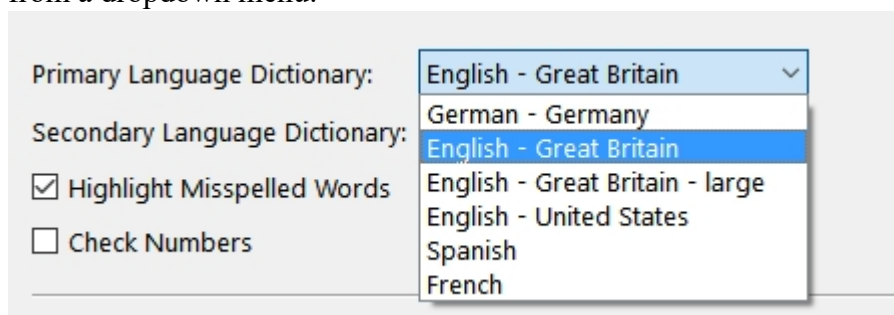 from a dropdown menu.
Primary Language Dictionary: English - Great Britain
German - Germany
Secondary Language Dictionary:
English - Great Britain
Highlight Misspelled Words
English - Great Britain - large
English - United States
Check Numbers
Spanish
French